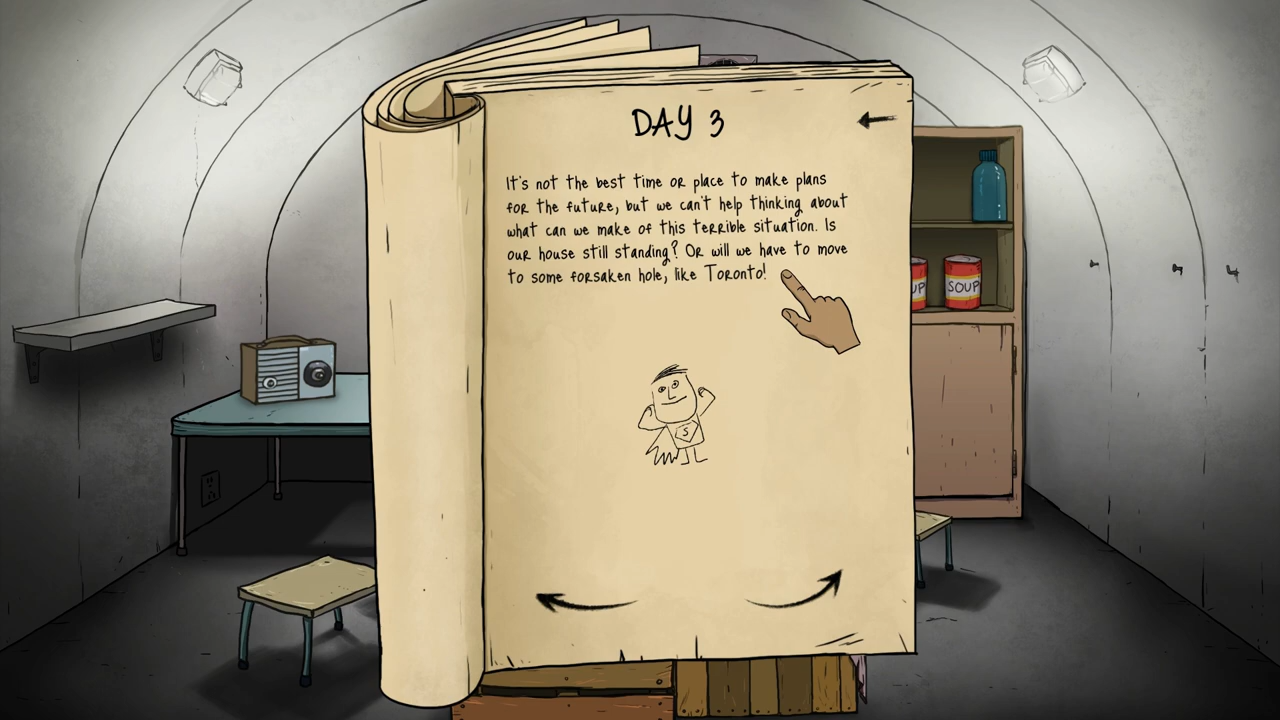 DAY 3
It's not the best time or place to make plans
for the future, but we can't help thinking about
what can we make of this terrible situation. Is
our house still standing? Or will we have to move
to some forsaken hole, like Toronto!
S
UP
SOUP